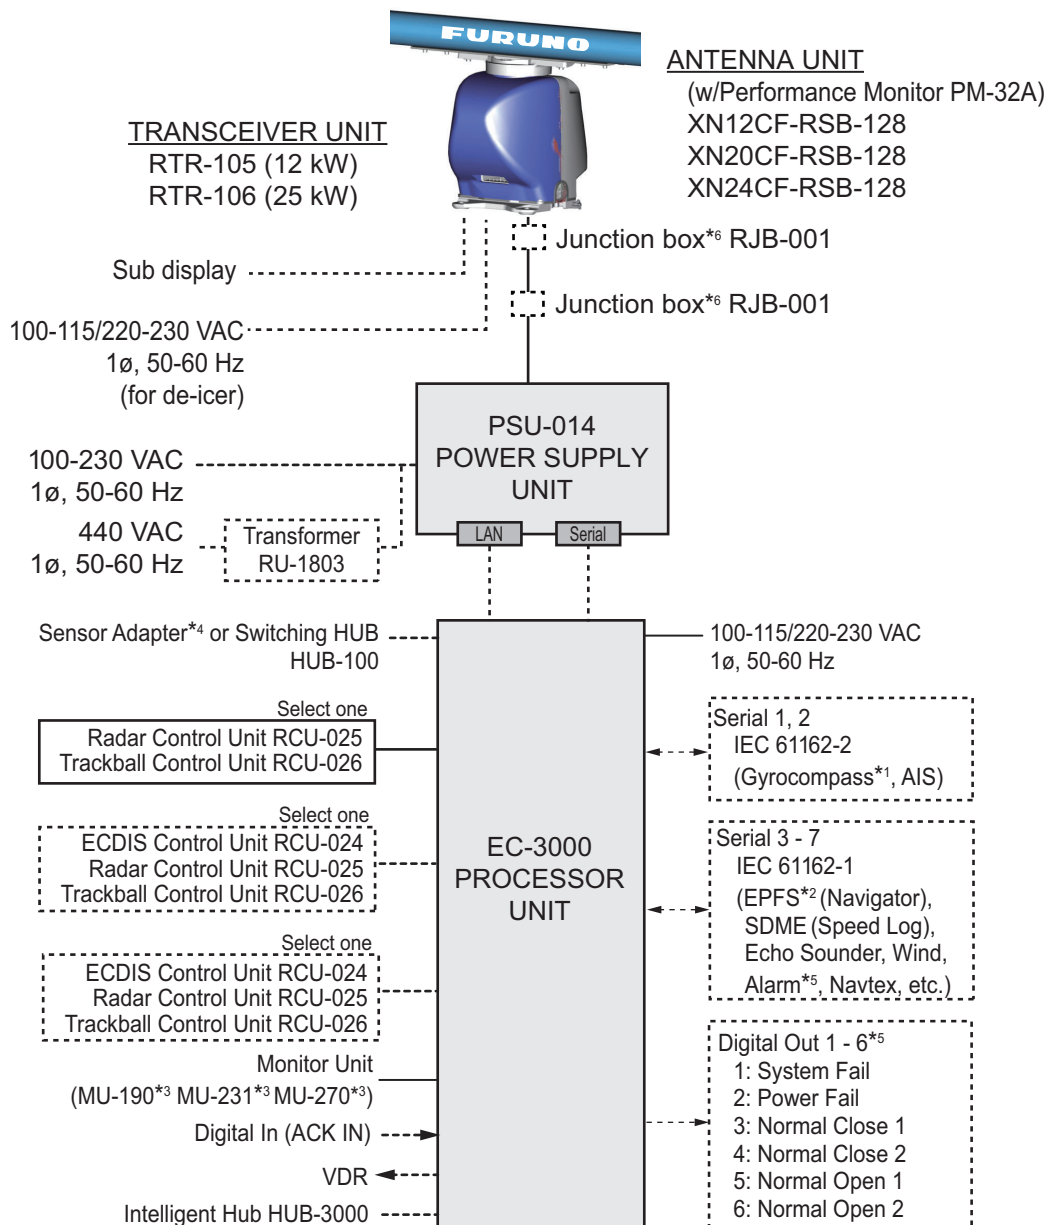 FURUNO
ANTENNA UNIT
(w/Performance Monitor PM-32A)
XN12CF-RSB-128
XN20CF-RSB-128
XN24CF-RSB-128
TRANSCEIVER UNIT
RTR-105 (12 kW)
RTR-106 (25 kW)
Junction box*6 RJB-001
Sub display
Junction box*6 RJB-001
100-115/220-230 VAC
1ø, 50-60 Hz
(for de-icer)
PSU-014
POWER SUPPLY
UNIT
100-230 VAC
1ø, 50-60 Hz
440 VAC
1ø, 50-60 Hz
Transformer
RU-1803
LAN
Serial
Sensor Adapter*4 or Switching HUB
HUB-100
100-115/220-230 VAC
1ø, 50-60 Hz
Select one
Radar Control Unit RCU-025
Trackball Control Unit RCU-026
Serial 1, 2
IEC 61162-2
(Gyrocompass*1, AIS)
Select one
ECDIS Control Unit RCU-024
Radar Control Unit RCU-025
Trackball Control Unit RCU-026
EC-3000
PROCESSOR
UNIT
Serial 3 - 7
IEC 61162-1
(EPFS*2 (Navigator),
SDME (Speed Log),
Echo Sounder, Wind,
Alarm*5, Navtex, etc.)
Select one
ECDIS Control Unit RCU-024
Radar Control Unit RCU-025
Trackball Control Unit RCU-026
Monitor Unit
(MU-190*3 MU-231*3 MU-270*3)
Digital In (ACK IN)
VDR
Intelligent Hub HUB-3000
Digital Out 1 - 6*5
1: System Fail
2: Power Fail
3: Normal Close 1
4: Normal Close 2
5: Normal Open 1
6: Normal Open 2